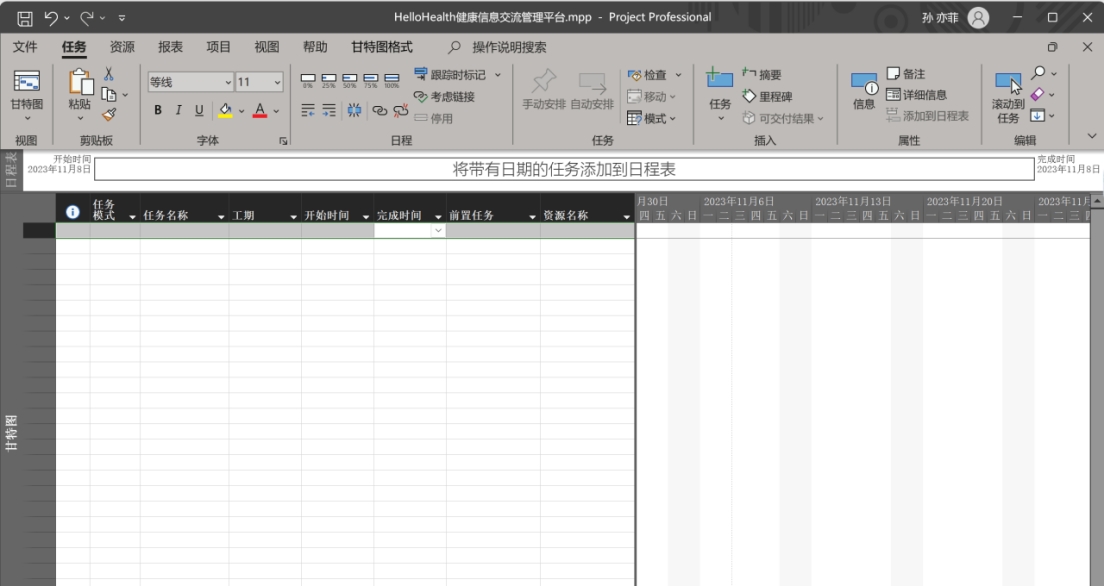 HelloHealth健康信息交流管理平台.mpp - Project Professional
孙 亦菲
文件 任务 资源 报表 项目 视图 帮助 甘特图格式 操作说明搜索
甘特图
粘贴
等线 11
B I U A
0% 25% 50% 75% 100%
跟踪时标记
考虑链接
停用
手动安排 自动安排
检查
移动
模式
任务
摘要
里程碑
可交付结果
信息
备注
详细信息
添加到日程表
滚动到
任务
视图 剪贴板 字体 日程 任务 插入 属性 编辑
日程表
开始时间
2023年11月8日
将带有日期的任务添加到日程表
完成时间
2023年11月8日
任务
模式 任务名称 工期 开始时间 完成时间 前置任务 资源名称
月30日 2023年11月6日 2023年11月13日 2023年11月20日 2023年11月
四 五 六 日 一 二 三 四 五 六 日 一 二 三 四 五 六 日 一 二 三 四 五 六 日 一 二 三 四
甘特图